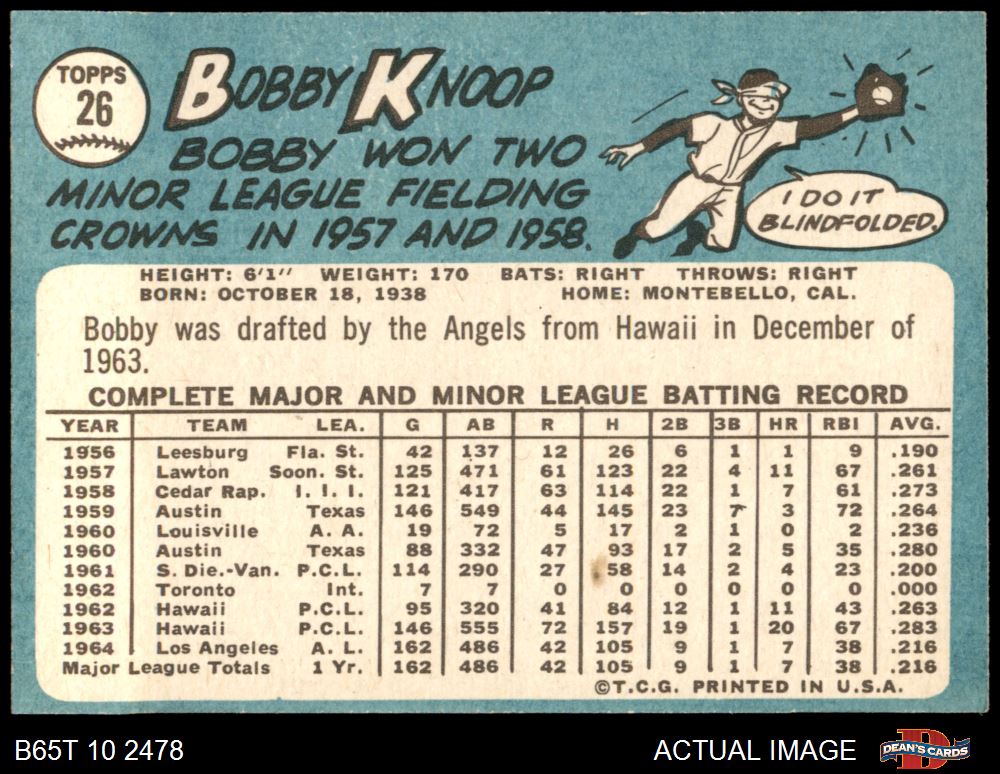 TOPPS
26
BOBBY KNOOP
BOBBY WON TWO
MINOR LEAGUE FIELDING
CROWNS IN 1957 AND 1958.
I DO IT
BLINDFOLDED.
HEIGHT: 6'1" WEIGHT: 170 BATS: RIGHT THROWS: RIGHT
BORN: OCTOBER 18, 1938 HOME: MONTEBELLO, CAL.
Bobby was drafted by the Angels from Hawaii in December of
1963.
COMPLETE MAJOR AND MINOR LEAGUE BATTING RECORD
YEAR TEAM LEA. G AB R H 2B 3B HR RBI AVG.
1956 Leesburg Fla. St. 42 137 12 26 6 1 1 9 .190
1957 Lawton Soon. St. 125 471 61 123 22 4 11 67 .261
1958 Cedar Rap. I. I. I. 121 417 63 114 22 1 7 61 .273
1959 Austin Texas 146 549 44 145 23 7 3 72 .264
1960 Louisville A. A. 19 72 5 17 2 1 0 2 .236
1960 Austin Texas 88 332 47 93 17 2 5 35 .280
1961 S. Die.-Van. P.C.L. 114 290 27 58 14 2 4 23 .200
1962 Toronto Int. 7 7 0 0 0 0 0 0 .000
1962 Hawaii P.C.L. 95 320 41 84 12 1 11 43 .263
1963 Hawaii P.C.L. 146 555 72 157 19 1 20 67 .283
1964 Los Angeles A. L. 162 486 42 105 9 1 7 38 .216
Major League Totals 1 Yr. 162 486 42 105 9 1 7 38 .216
©T.C.G. PRINTED IN U.S.A.
B65T 10 2478 ACTUAL IMAGE DEAN'S CARDS